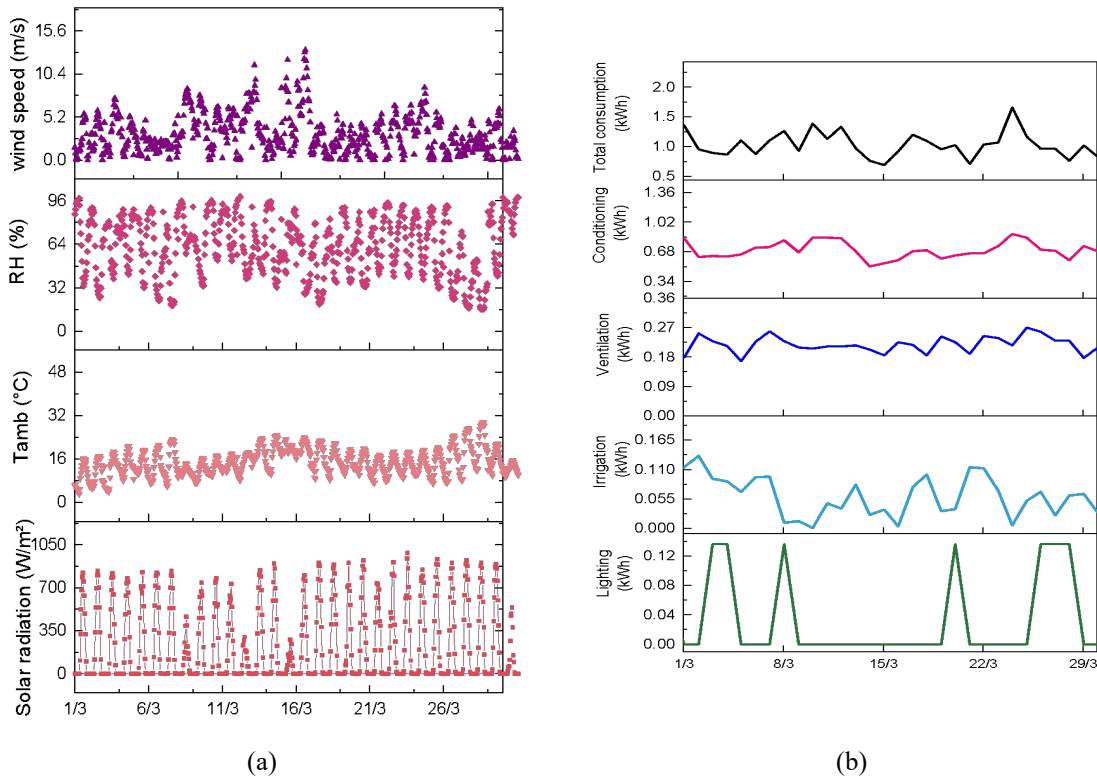 wind speed (m/s)
15.6
10.4
5.2
0.0
RH (%)
96
64
32
0
Tamb (°C)
48
32
16
0
Solar radiation (W/m²)
1050
700
350
0
1/3 6/3 11/3 16/3 21/3 26/3
(a)
Total consumption
(kWh)
2.0
1.5
1.0
0.5
Conditioning
(kWh)
1.36
1.02
0.68
0.34
Ventilation
(kWh)
0.36
0.27
0.18
0.00
Irrigation
(kWh)
0.165
0.110
0.055
0.000
Lighting
(kWh)
0.12
0.08
0.04
0.00
1/3 8/3 15/3 22/3 29/3
(b)